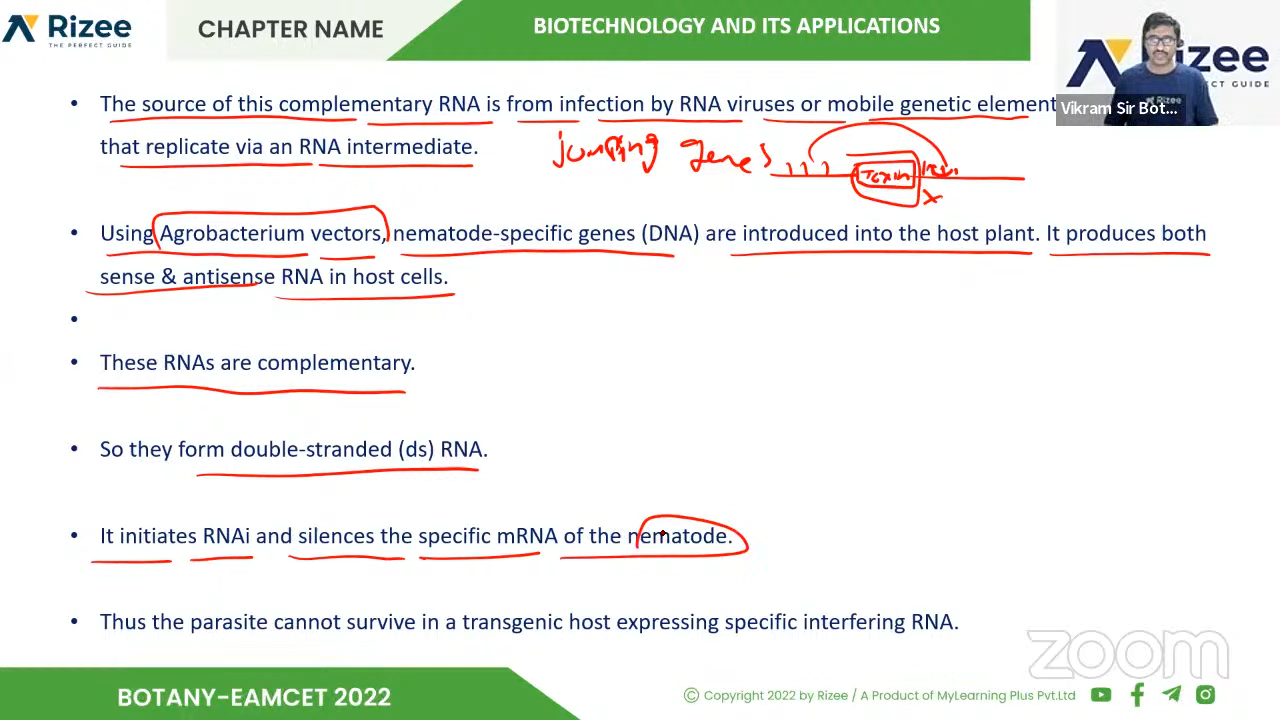 Rizee
THE PERFECT GUIDE
CHAPTER NAME
BIOTECHNOLOGY AND ITS APPLICATIONS
Rizee
GUIDE
Vikram Sir Bot...
• The source of this complementary RNA is from infection by RNA viruses or mobile genetic element
that replicate via an RNA intermediate.
jumping genes
Toxin
• Using Agrobacterium vectors, nematode-specific genes (DNA) are introduced into the host plant. It produces both
sense & antisense RNA in host cells.
•
• These RNAs are complementary.
• So they form double-stranded (ds) RNA.
• It initiates RNAi and silences the specific mRNA of the nematode.
• Thus the parasite cannot survive in a transgenic host expressing specific interfering RNA.
zoom
BOTANY-EAMCET 2022
© Copyright 2022 by Rizee / A Product of MyLearning Plus Pvt.Ltd